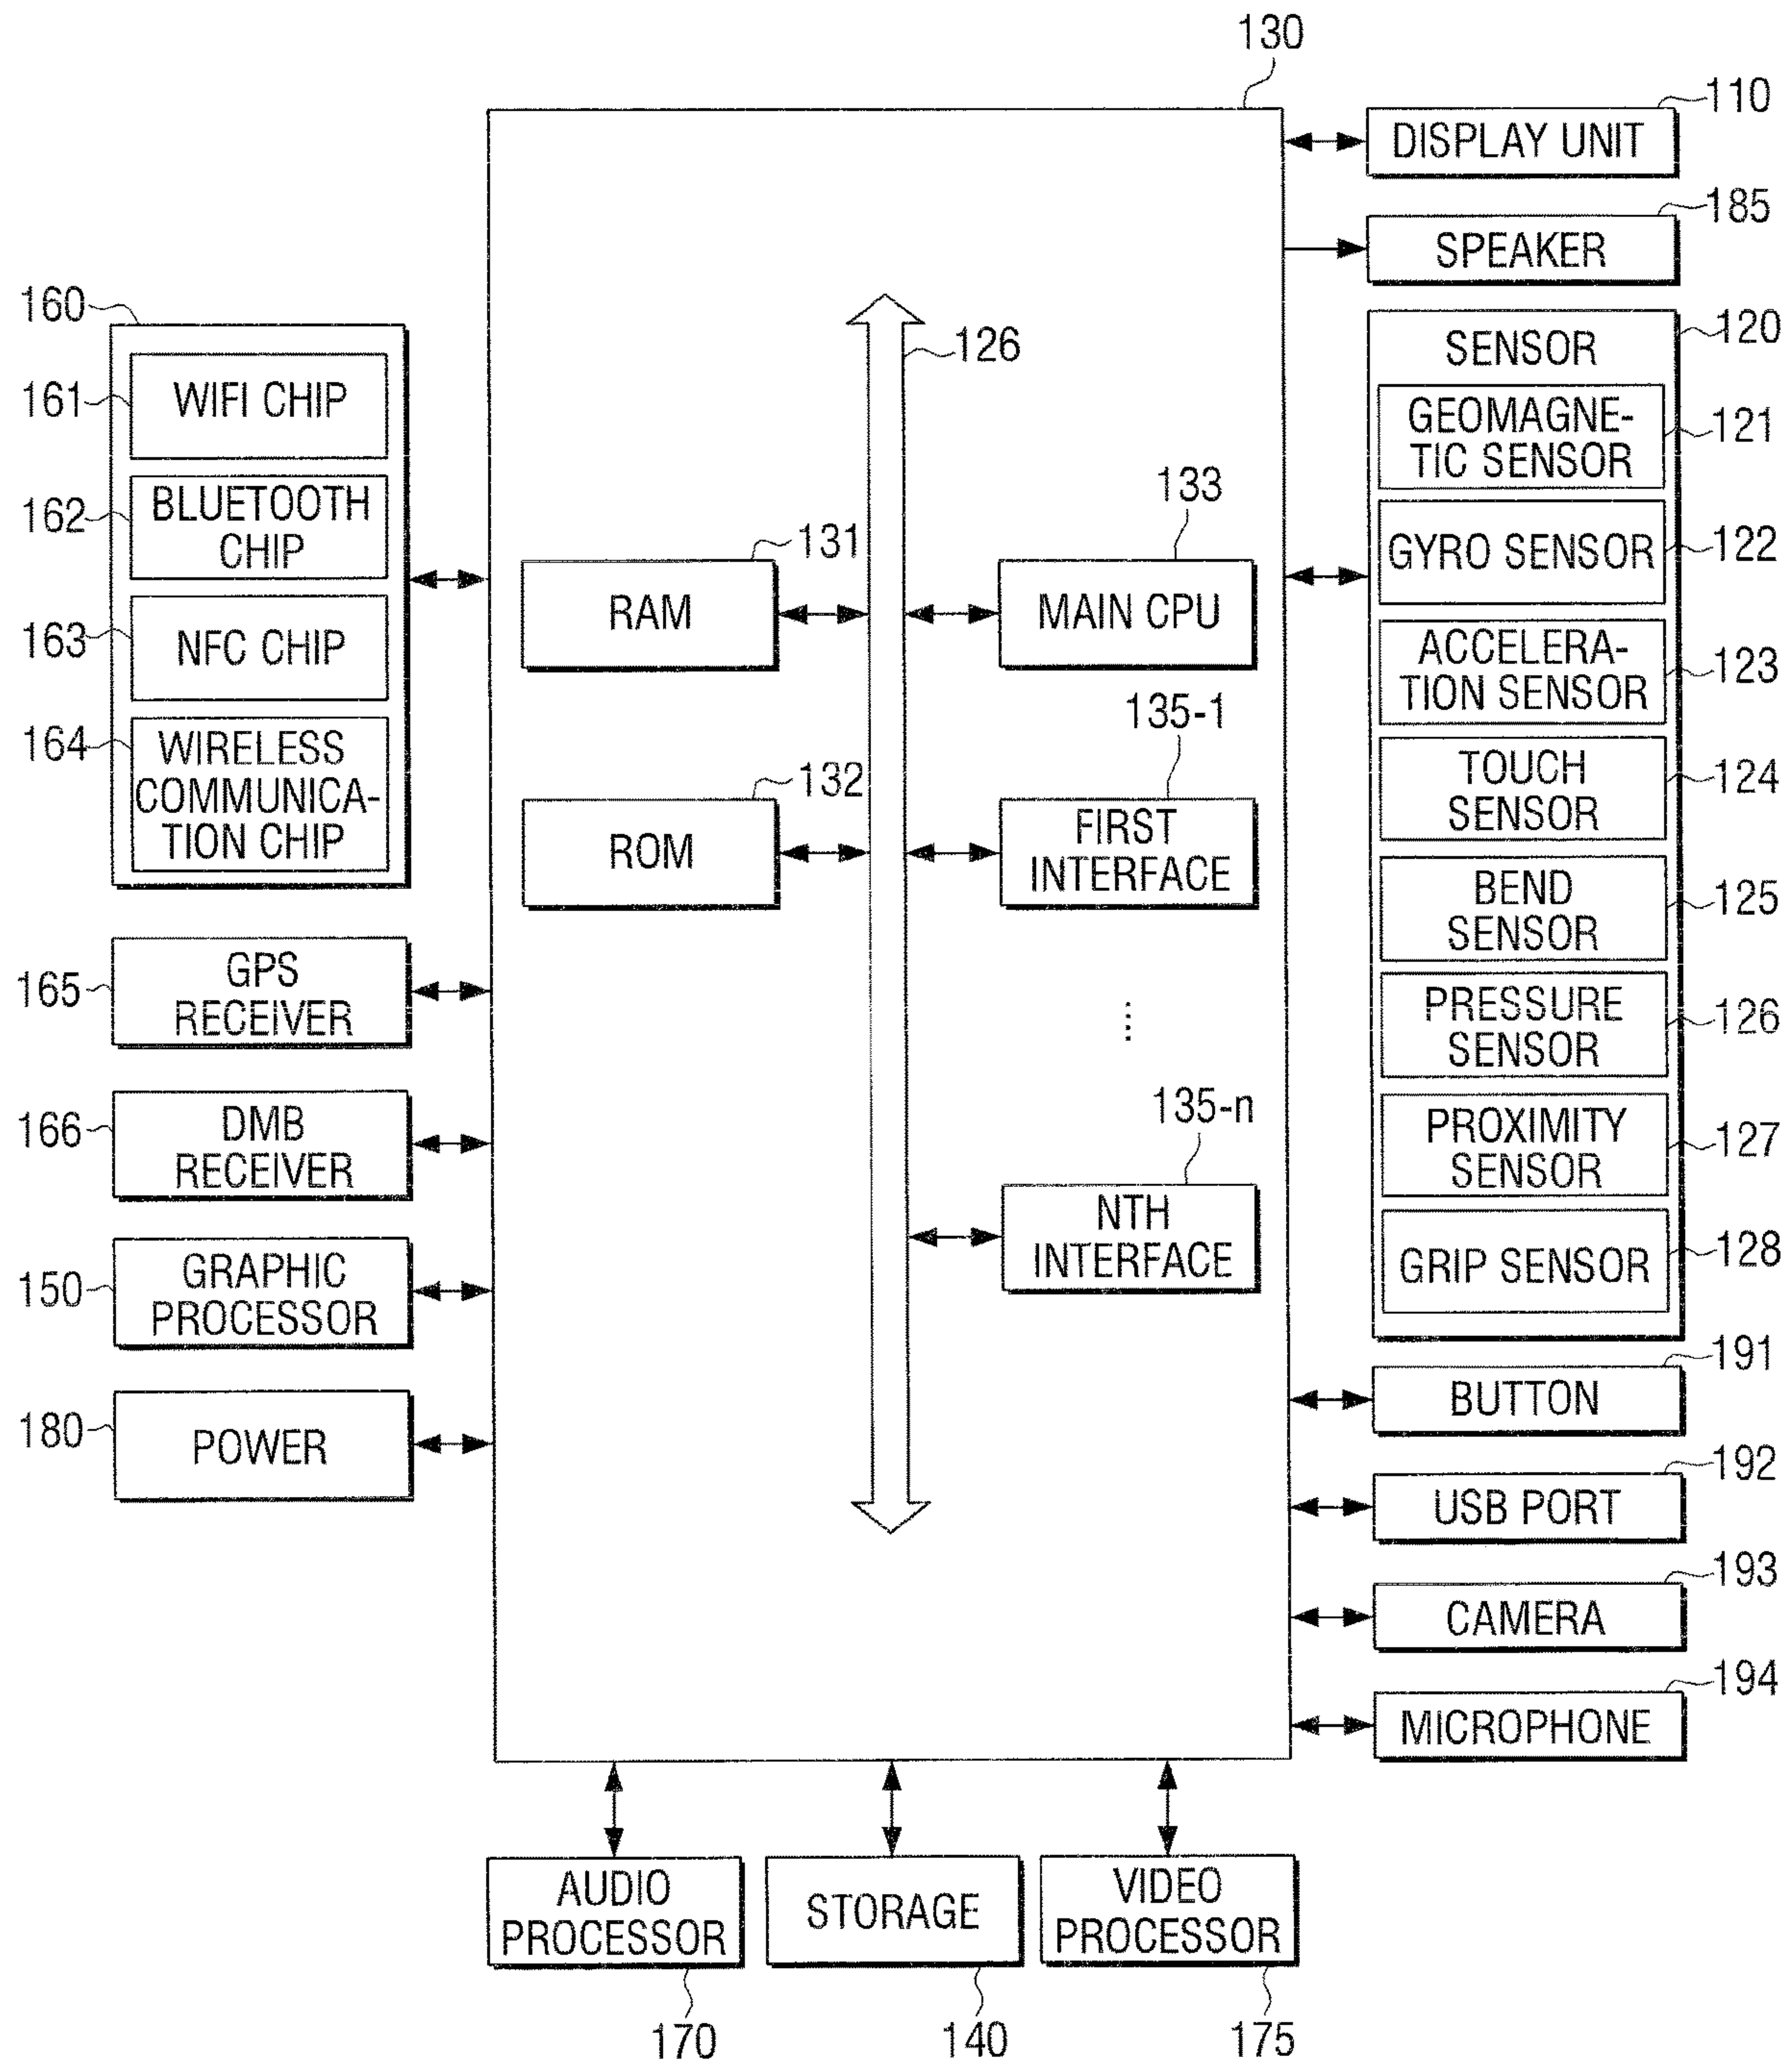 130
110
DISPLAY UNIT
185
SPEAKER
160
161
WIFI CHIP
162
BLUETOOTH
CHIP
163
NFC CHIP
164
WIRELESS
COMMUNICA-
TION CHIP
165
GPS
RECEIVER
166
DMB
RECEIVER
150
GRAPHIC
PROCESSOR
180
POWER
126
131
RAM
132
ROM
133
MAIN CPU
135-1
FIRST
INTERFACE
....
135-n
NTH
INTERFACE
120
SENSOR
GEOMAGNE-
TIC SENSOR
121
GYRO SENSOR
122
ACCELERA-
TION SENSOR
123
TOUCH
SENSOR
124
BEND
SENSOR
125
PRESSURE
SENSOR
126
PROXIMITY
SENSOR
127
GRIP SENSOR
128
191
BUTTON
192
USB PORT
193
CAMERA
194
MICROPHONE
AUDIO
PROCESSOR
170
STORAGE
140
VIDEO
PROCESSOR
175